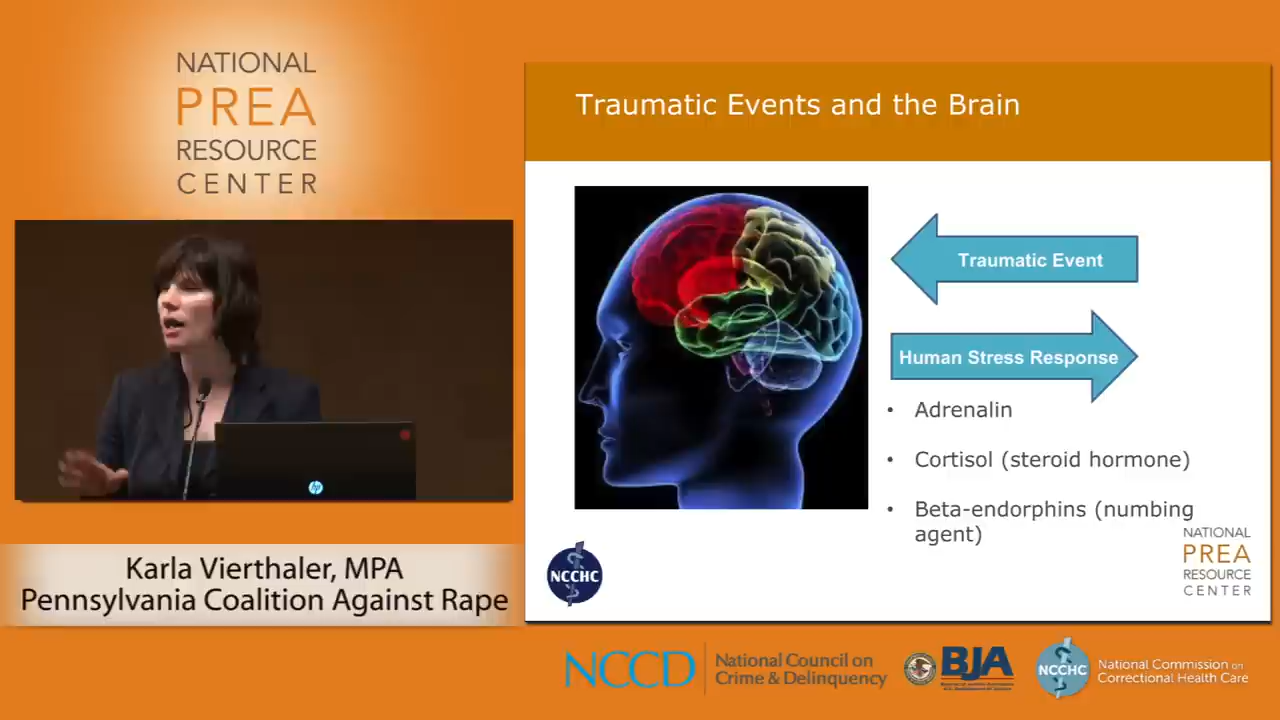 NATIONAL
PREA
RESOURCE
CENTER
Karla Vierthaler, MPA
Pennsylvania Coalition Against Rape
Traumatic Events and the Brain
Traumatic Event
Human Stress Response
• Adrenalin
• Cortisol (steroid hormone)
• Beta-endorphins (numbing
agent)
NCCHC
NATIONAL
PREA
RESOURCE
CENTER
hp
NCCD
National Council on
Crime & Delinquency
BJA
NCCHC
National Commission on
Correctional Health Care